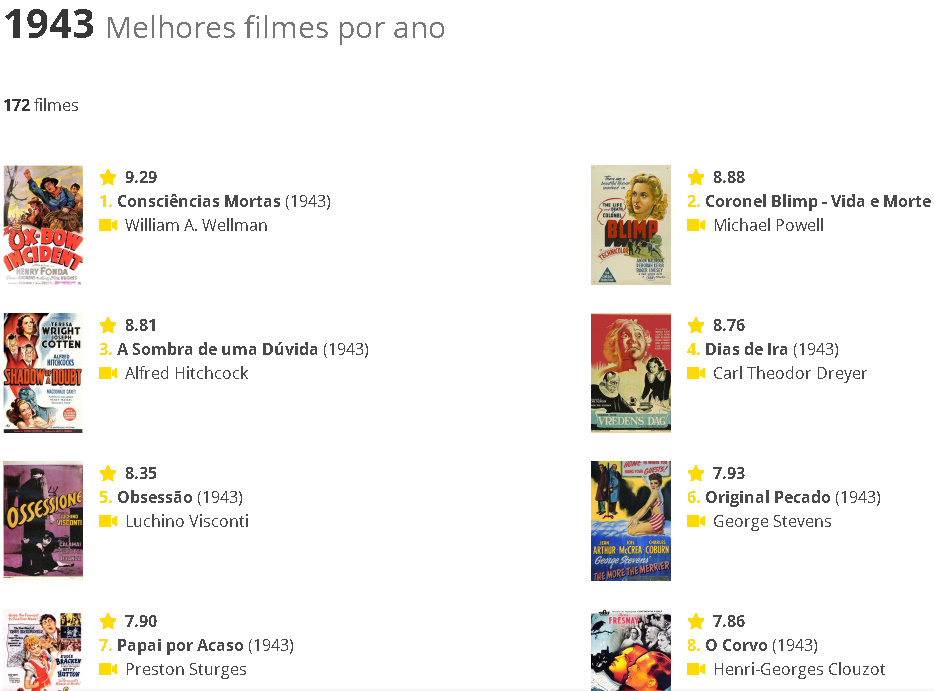 1943 Melhores filmes por ano
172 filmes
OX-BOW
INCIDENT
HENRY FONDA
9.29
1. Consciências Mortas (1943)
William A. Wellman
THE LIFE
COLONEL
BLIMP
TECHNICOLOR
8.88
2. Coronel Blimp - Vida e Morte
Michael Powell
TERESA
WRIGHT
JOSEPH
COTTEN
ALFRED
HITCHCOCK'S
SHADOW OF A DOUBT
MACDONALD CAREY
8.81
3. A Sombra de uma Dúvida (1943)
Alfred Hitchcock
VREDENS DAG
8.76
4. Dias de Ira (1943)
Carl Theodor Dreyer
OSSESSIONE
LUCHINO
VISCONTI
CALAMAI
8.35
5. Obsessão (1943)
Luchino Visconti
JEAN JOEL CHARLES
ARTHUR McCREA COBURN
George Stevens'
THE MORE THE MERRIER
7.93
6. Original Pecado (1943)
George Stevens
EDDIE
BRACKEN
BETTY
HUTTON
7.90
7. Papai por Acaso (1943)
Preston Sturges
FRESNAY
7.86
8. O Corvo (1943)
Henri-Georges Clouzot